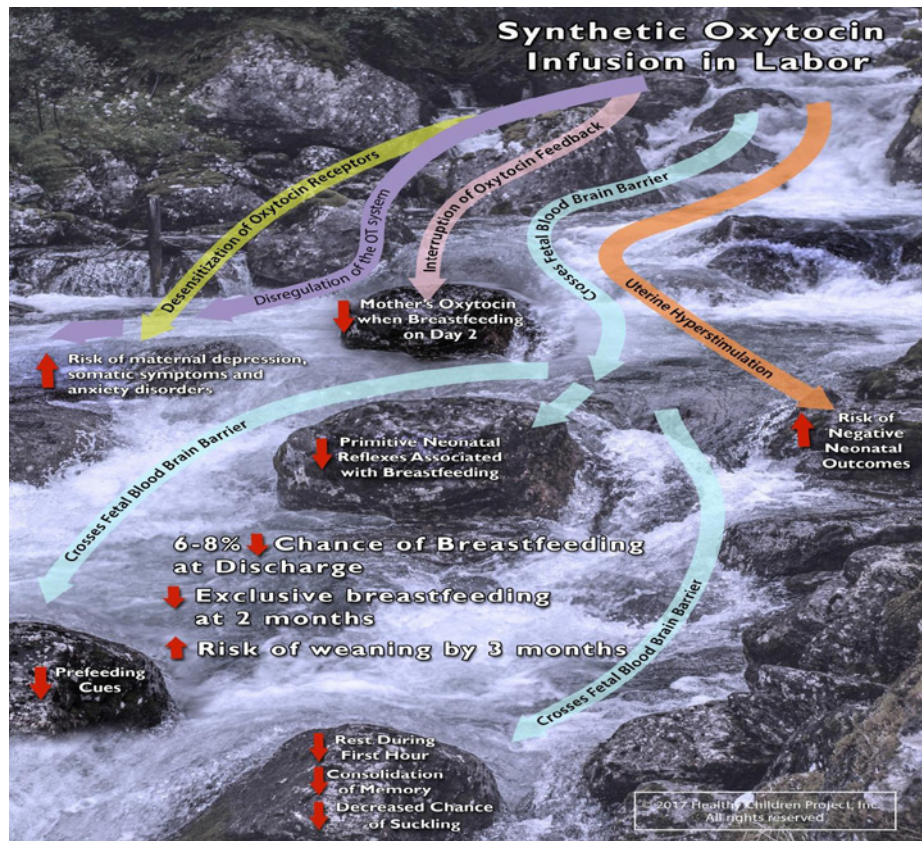 Synthetic Oxytocin
Infusion in Labor
Desensitization of Oxytocin Receptors
Disregulation of the OT system
Interruption of Oxytocin Feedback
Crosses Fetal Blood Brain Barrier
Uterine Hyperstimulation
Mother's Oxytocin
when Breastfeeding
on Day 2
Risk of maternal depression,
somatic symptoms and
anxiety disorders
Risk of
Negative
Neonatal
Outcomes
Crosses Fetal Blood Brain Barrier
Primitive Neonatal
Reflexes Associated
with Breastfeeding
6-8% Chance of Breastfeeding
at Discharge
Exclusive breastfeeding
at 2 months
Risk of weaning by 3 months
Crosses Fetal Blood Brain Barrier
Prefeeding
Cues
Rest During
First Hour
Consolidation
of Memory
Decreased Chance
of Suckling
© 2017 Healthy Children Project, Inc.
All rights reserved